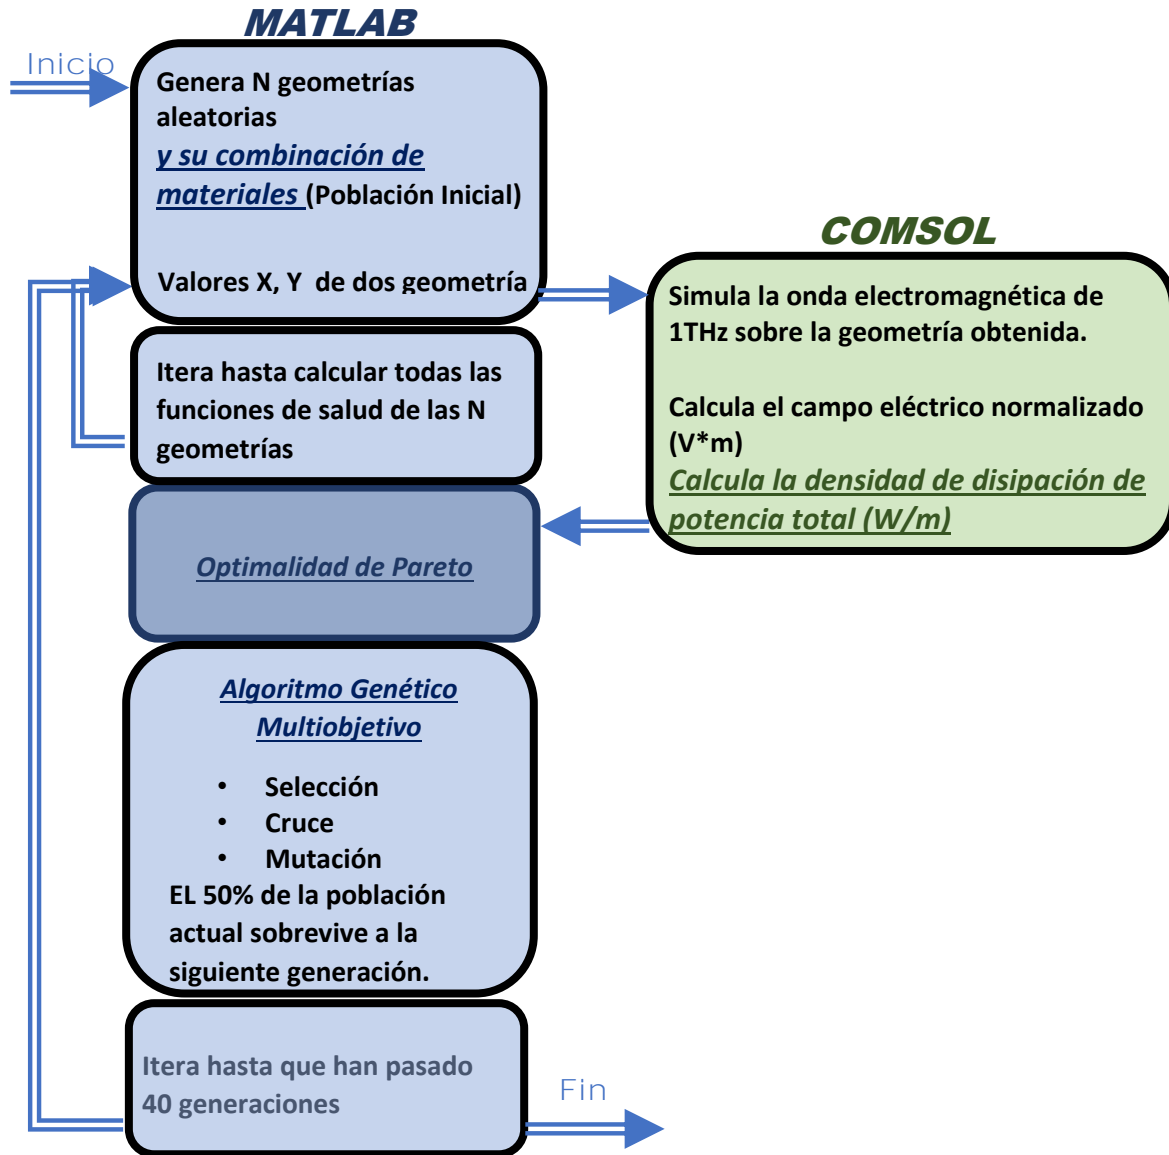 MATLAB
Inicio
Genera N geometrías
aleatorias
y su combinación de
materiales (Población Inicial)
Valores X, Y de dos geometría
COMSOL
Simula la onda electromagnética de
1THz sobre la geometría obtenida.
Calcula el campo eléctrico normalizado
(V*m)
Calcula la densidad de disipación de
potencia total (W/m)
Itera hasta calcular todas las
funciones de salud de las N
geometrías
Optimalidad de Pareto
Algoritmo Genético
Multiobjetivo
• Selección
• Cruce
• Mutación
EL 50% de la población
actual sobrevive a la
siguiente generación.
Itera hasta que han pasado
40 generaciones
Fin